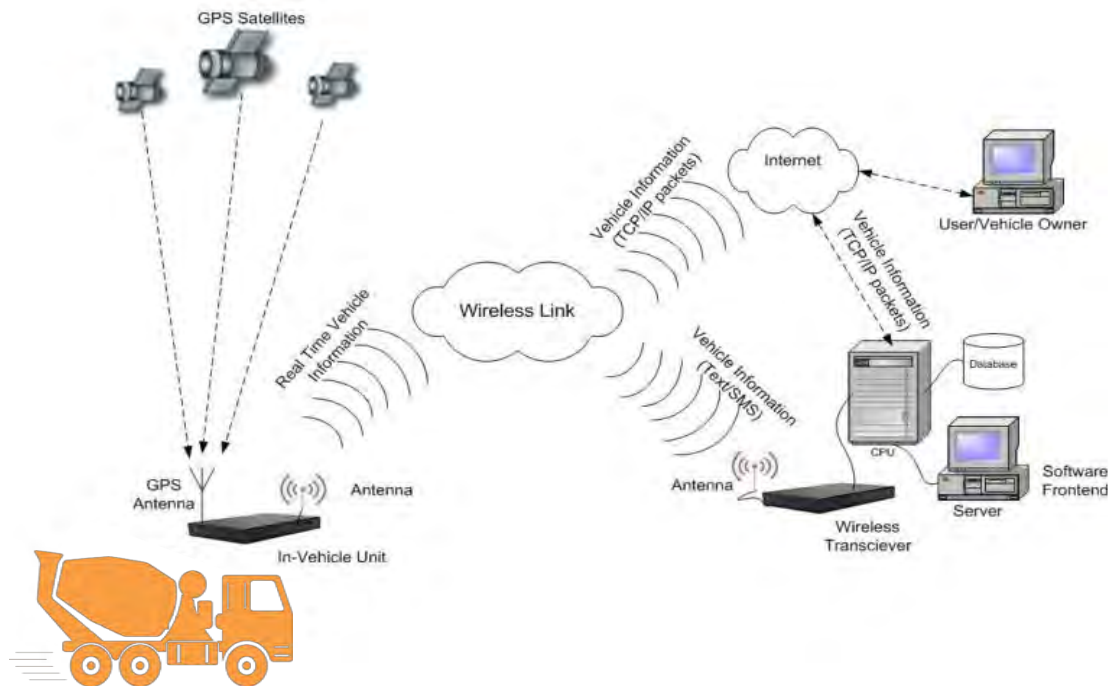 GPS Satellites
Internet
User/Vehicle Owner
Vehicle Information
(TCP/IP packets)
Vehicle Information
(TCP/IP packets)
Wireless Link
Real Time Vehicle
Information
Vehicle Information
(Text/SMS)
Database
CPU
Software
Frontend
Server
Antenna
Wireless
Transciever
GPS
Antenna
Antenna
In-Vehicle Unit